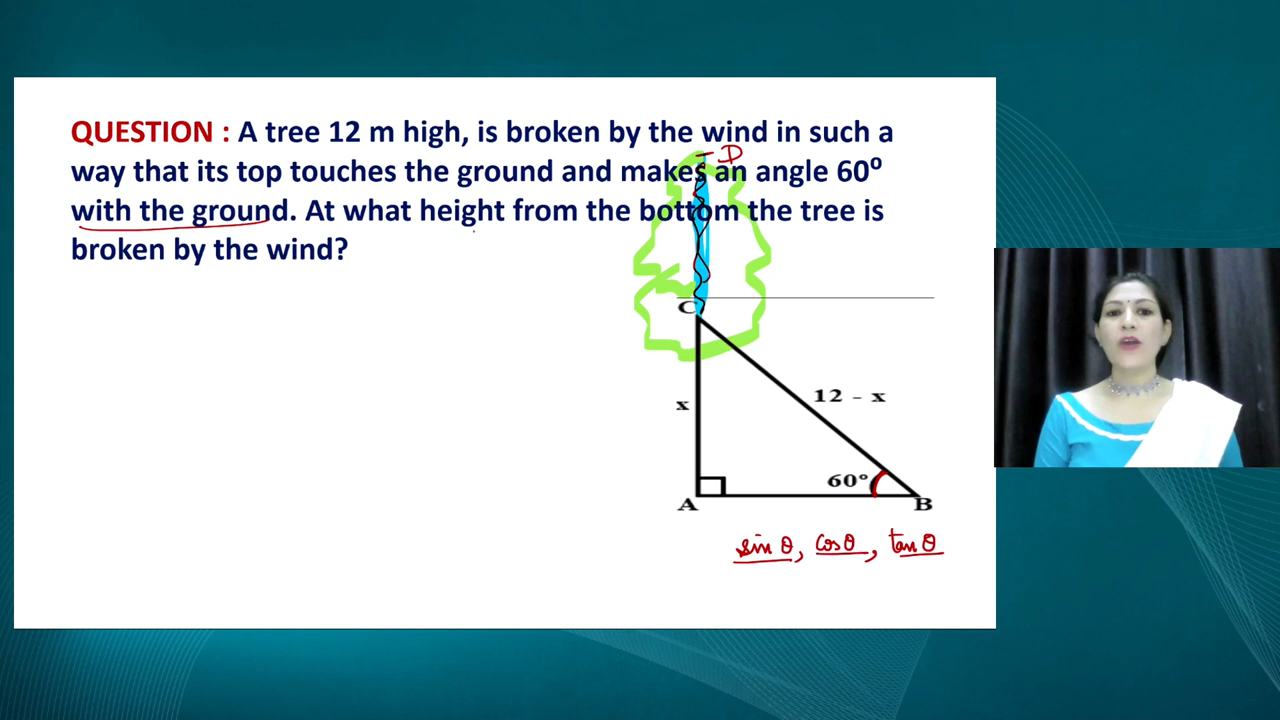 QUESTION : A tree 12 m high, is broken by the wind in such a
way that its top touches the ground and makes an angle 60⁰
with the ground. At what height from the bottom the tree is
broken by the wind?
D
C
x
12 - x
60°
A
B
sin θ, cos θ, tan θ